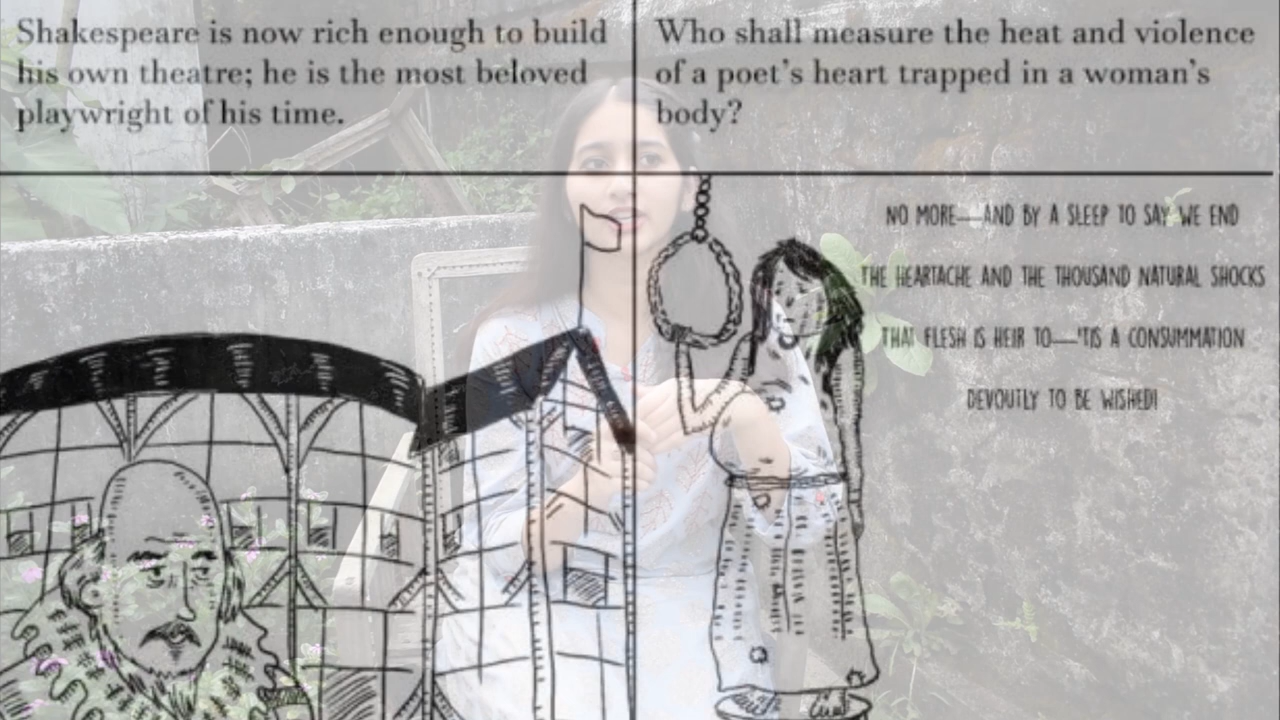 Shakespeare is now rich enough to build
his own theatre; he is the most beloved
playwright of his time.
Who shall measure the heat and violence
of a poet's heart trapped in a woman's
body?
NO MORE—AND BY A SLEEP TO SAY WE END
THE HEARTACHE AND THE THOUSAND NATURAL SHOCKS
THAT FLESH IS HEIR TO—'TIS A CONSUMMATION
DEVOUTLY TO BE WISHED!